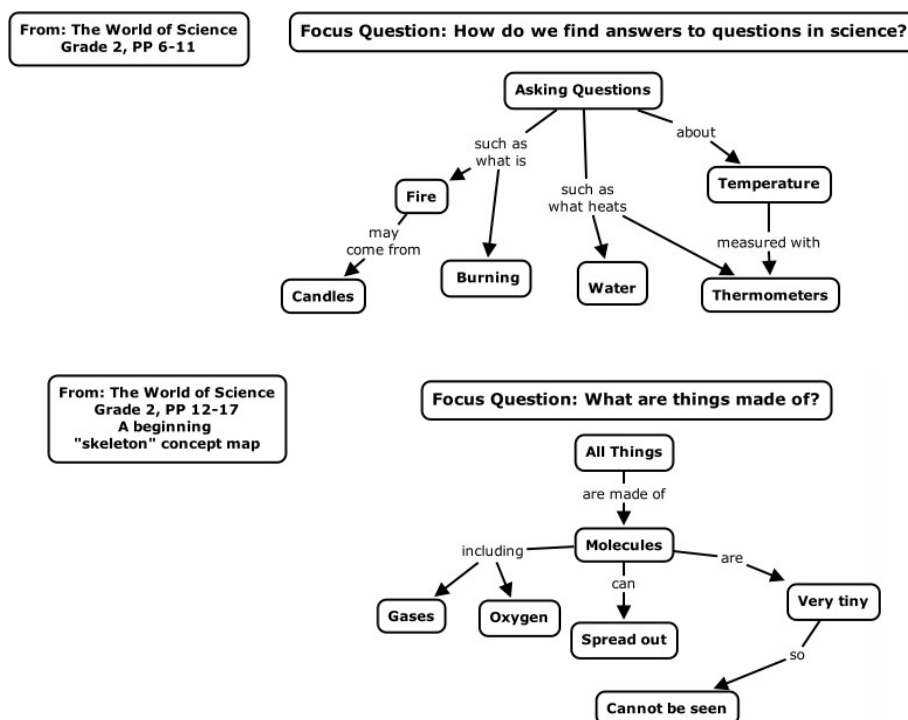 From: The World of Science
Grade 2, PP 6-11
Focus Question: How do we find answers to questions in science?
Asking Questions
such as
what is
about
Fire
such as
what heats
Temperature
may
come from
measured with
Candles
Burning
Water
Thermometers
From: The World of Science
Grade 2, PP 12-17
A beginning
"skeleton" concept map
Focus Question: What are things made of?
All Things
are made of
Molecules
including
can
are
Gases
Oxygen
Spread out
Very tiny
so
Cannot be seen